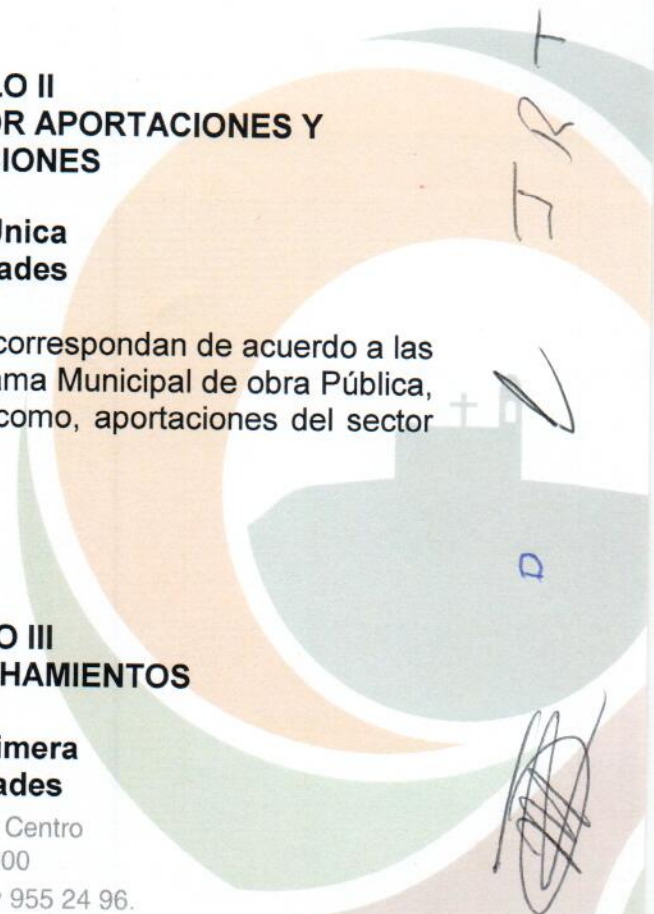 LO II
OR APORTACIONES Y
CIONES
Única
ades
correspondan de acuerdo a las
ama Municipal de obra Pública,
como, aportaciones del sector
O III
HAMIENTOS
imera
ades
Centro
00
955 24 96.
J R T
D